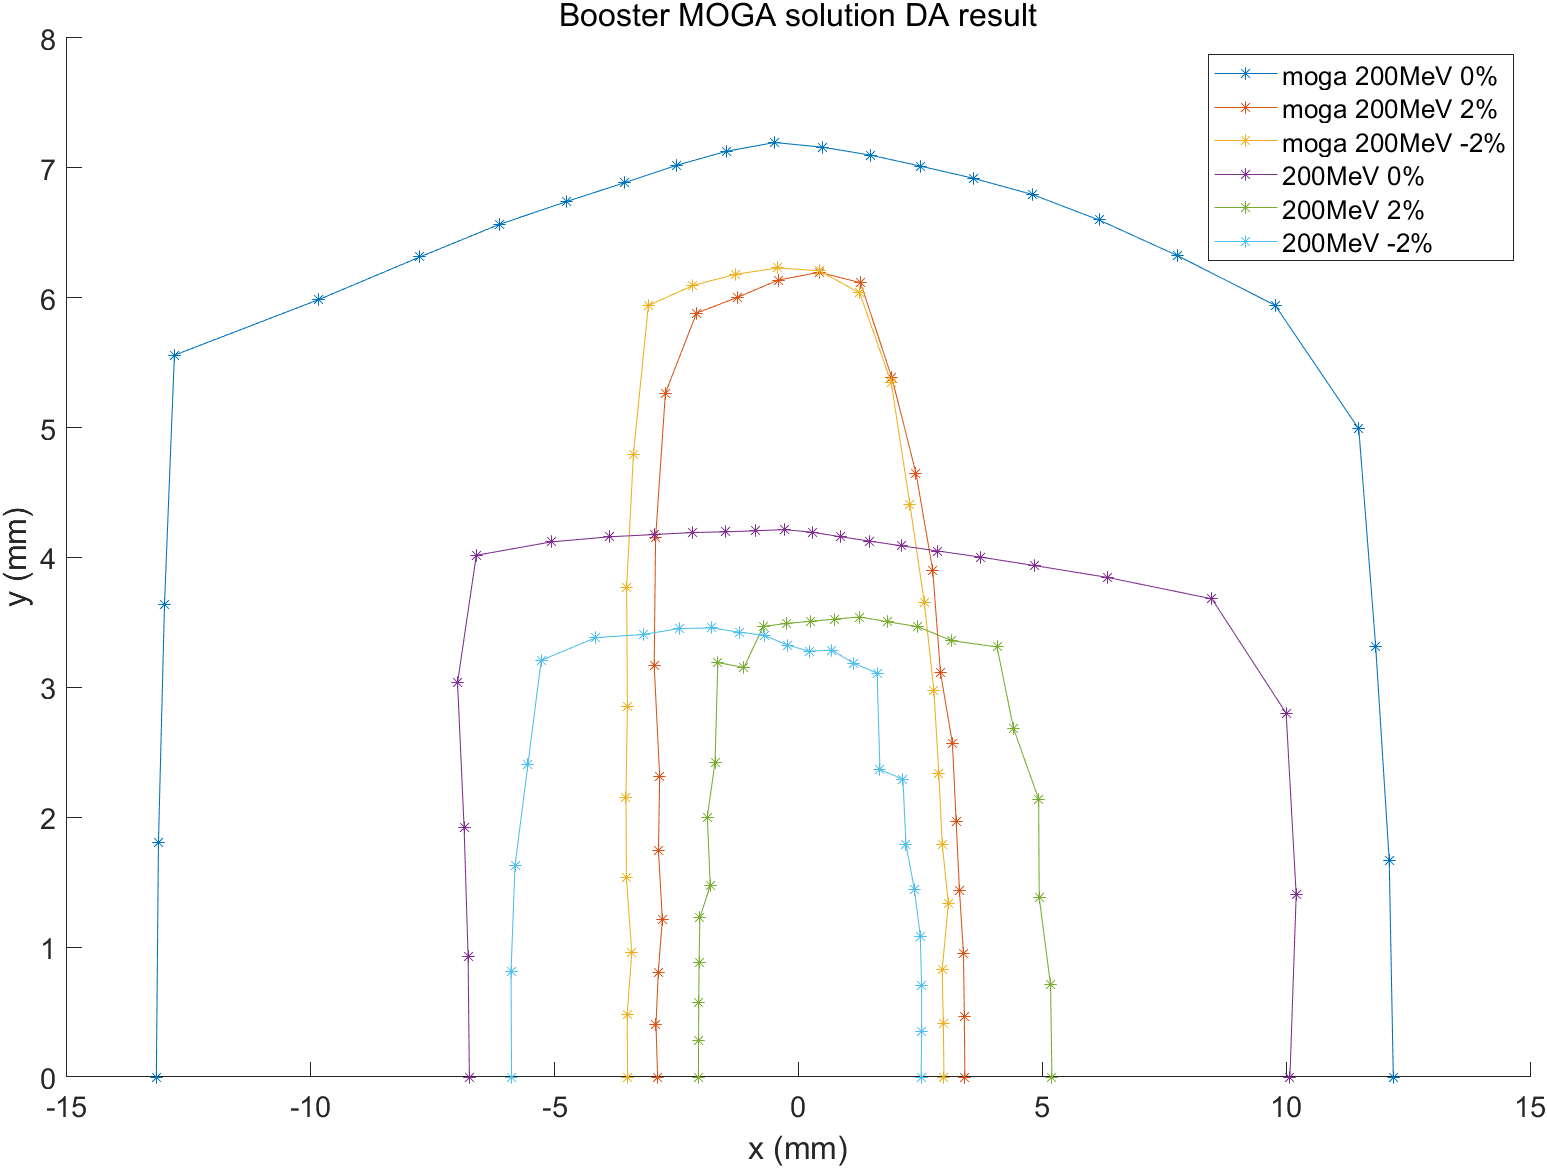 Booster MOGA solution DA result
moga 200MeV 0%
moga 200MeV 2%
moga 200MeV -2%
200MeV 0%
200MeV 2%
200MeV -2%
y (mm)
8
7
6
5
4
3
2
1
0
-15 -10 -5 0 5 10 15
x (mm)